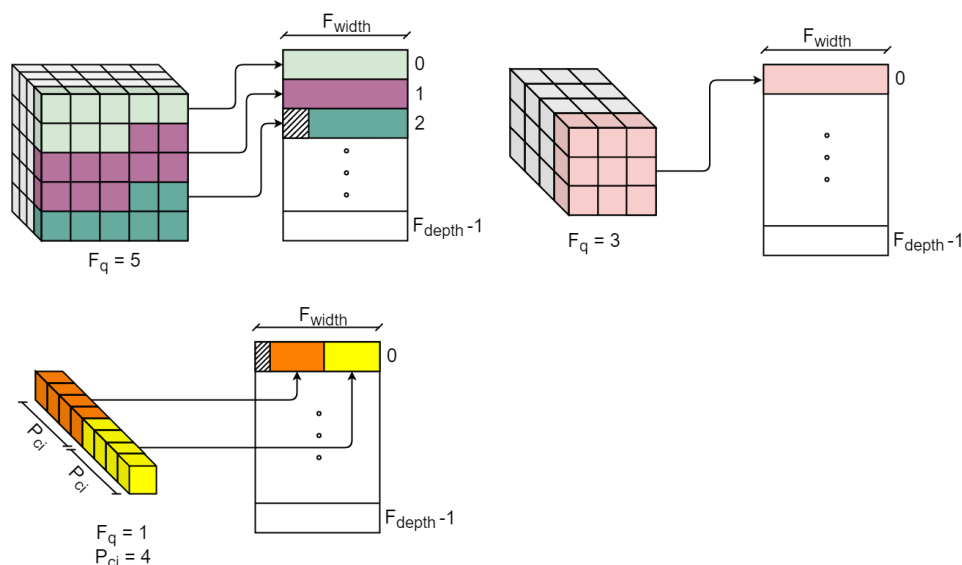 F_width
0
1
2
F_depth -1
F_q = 5
F_width
0
F_depth -1
F_q = 3
F_width
0
F_depth -1
P_ci
P_ci
F_q = 1
P_ci = 4